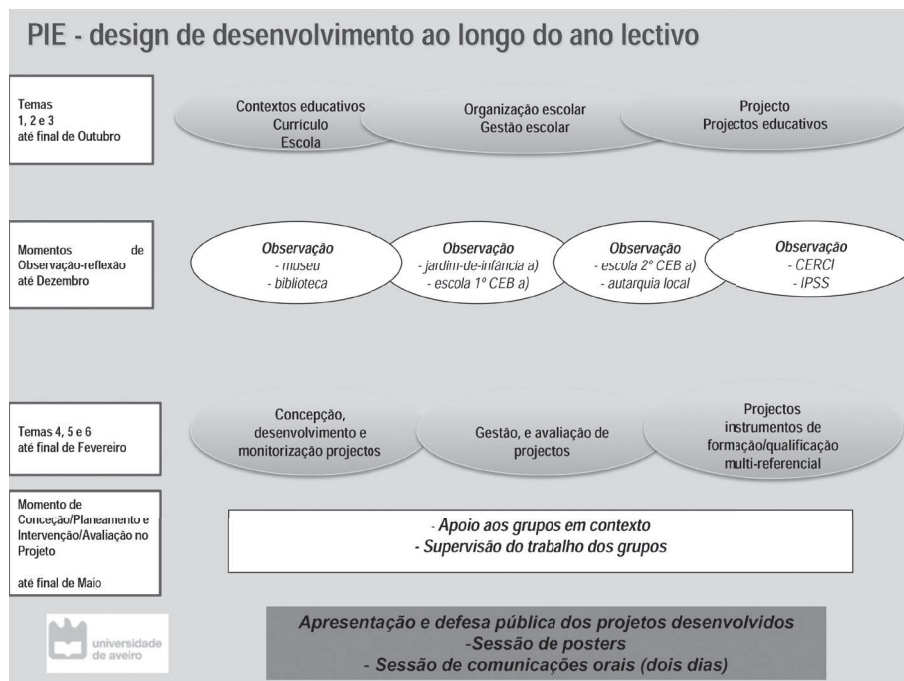 PIE - design de desenvolvimento ao longo do ano lectivo
Temas
1, 2 e 3
até final de Outubro
Contextos educativos
Currículo
Escola
Organização escolar
Gestão escolar
Projecto
Projectos educativos
Momentos de
Observação-reflexão
até Dezembro
Observação
- museu
- biblioteca
Observação
- jardim-de-infância a)
- escola 1º CEB a)
Observação
- escola 2º CEB a)
- autarquia local
Observação
- CERCI
- IPSS
Temas 4, 5 e 6
até final de Fevereiro
Concepção,
desenvolvimento e
monitorização projectos
Gestão, e avaliação de
projectos
Projectos
instrumentos de
formação/qualificação
multi-referencial
Momento de
Conceção/Planeamento e
Intervenção/Avaliação no
Projeto
até final de Maio
- Apoio aos grupos em contexto
- Supervisão do trabalho dos grupos
universidade
de aveiro
Apresentação e defesa pública dos projetos desenvolvidos
-Sessão de posters
- Sessão de comunicações orais (dois dias)